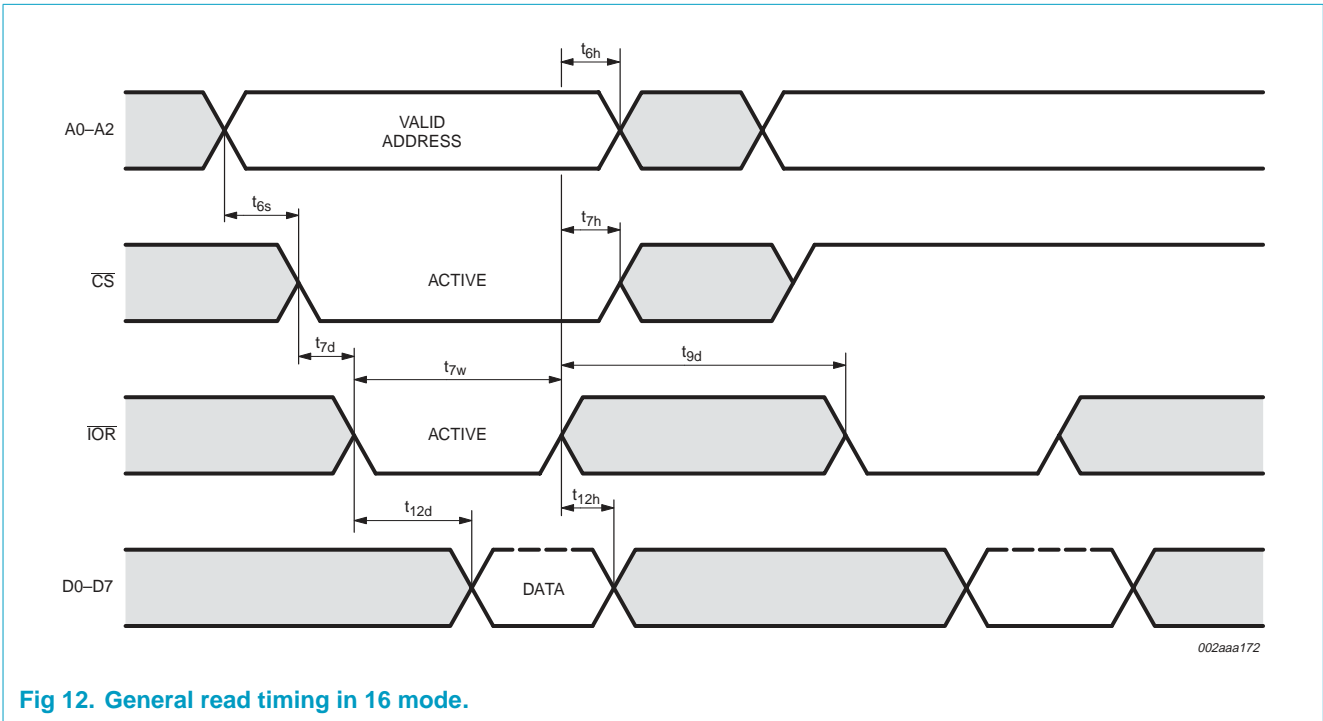 t6h
A0–A2
VALID
ADDRESS
t6s
t7h
CS
ACTIVE
t7d
t7w
t9d
IOR
ACTIVE
t12d
t12h
D0–D7
DATA
002aaa172
Fig 12. General read timing in 16 mode.